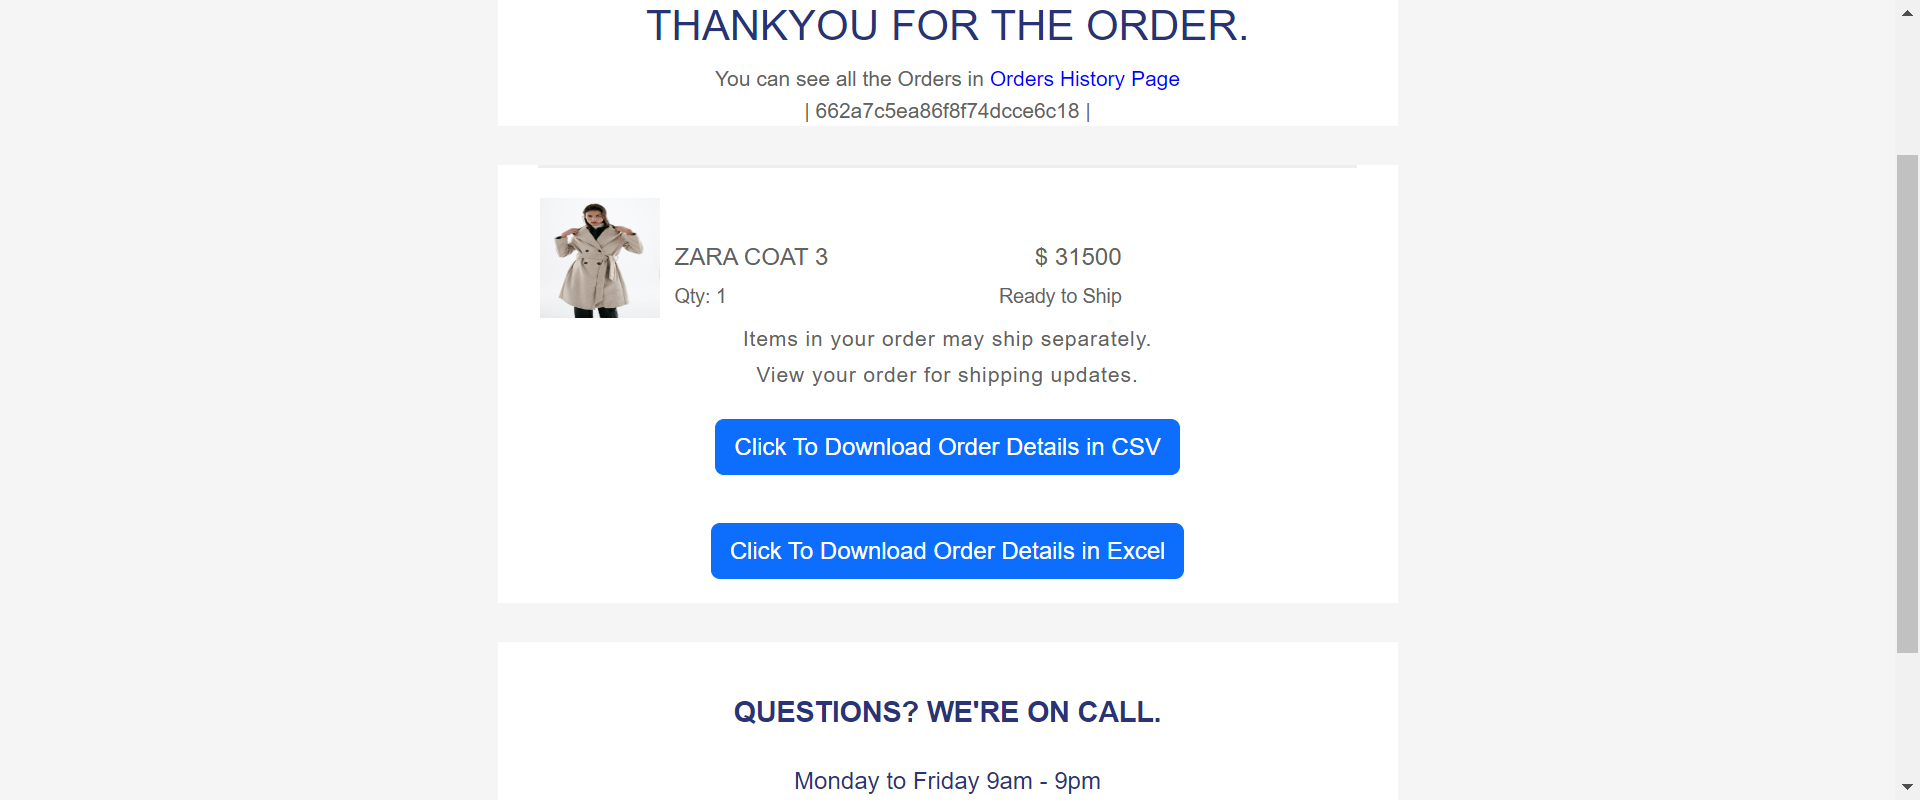 THANKYOU FOR THE ORDER.
You can see all the Orders in Orders History Page
| 662a7c5ea86f8f74dcce6c18 |
ZARA COAT 3
$ 31500
Qty: 1
Ready to Ship
Items in your order may ship separately.
View your order for shipping updates.
Click To Download Order Details in CSV
Click To Download Order Details in Excel
QUESTIONS? WE'RE ON CALL.
Monday to Friday 9am - 9pm